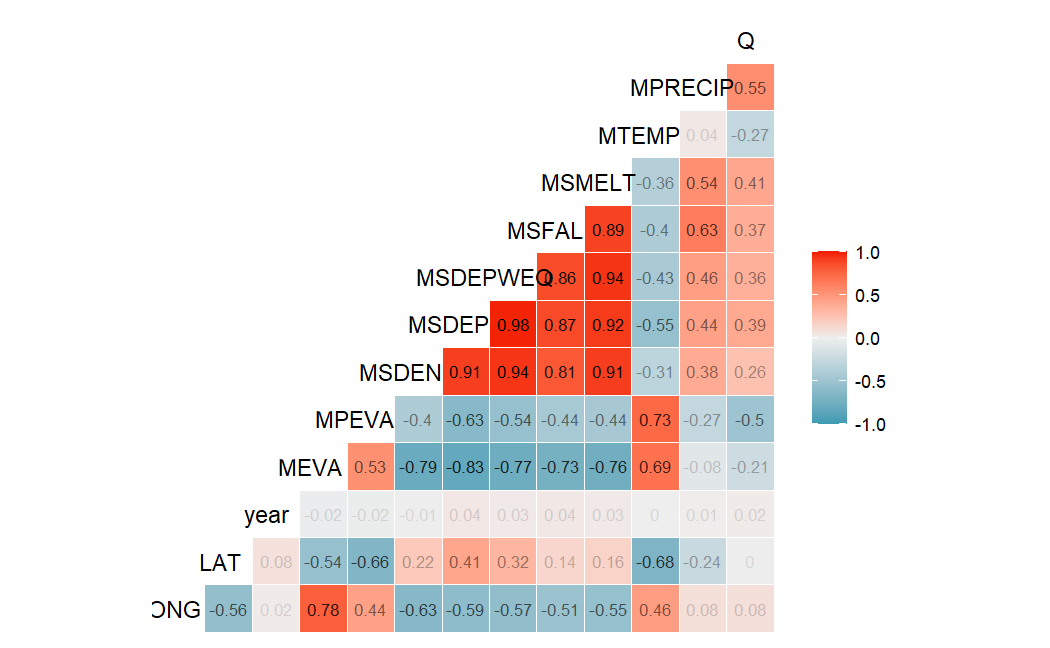 Q
MPRECIP 0.55
MTEMP 0.04 -0.27
MSMELT -0.36 0.54 0.41
MSFAL 0.89 -0.4 0.63 0.37
MSDEPWEQ 0.86 0.94 -0.43 0.46 0.36
MSDEP 0.98 0.87 0.92 -0.55 0.44 0.39
MSDEN 0.91 0.94 0.81 0.91 -0.31 0.38 0.26
MPEVA -0.4 -0.63 -0.54 -0.44 -0.44 0.73 -0.27 -0.5
MEVA 0.53 -0.79 -0.83 -0.77 -0.73 -0.76 0.69 -0.08 -0.21
year -0.02 -0.02 -0.01 0.04 0.03 0.04 0.03 0 0.01 0.02
LAT 0.08 -0.54 -0.66 0.22 0.41 0.32 0.14 0.16 -0.68 -0.24 0
ONG -0.56 0.02 0.78 0.44 -0.63 -0.59 -0.57 -0.51 -0.55 0.46 0.08 0.08
1.0
0.5
0.0
-0.5
-1.0